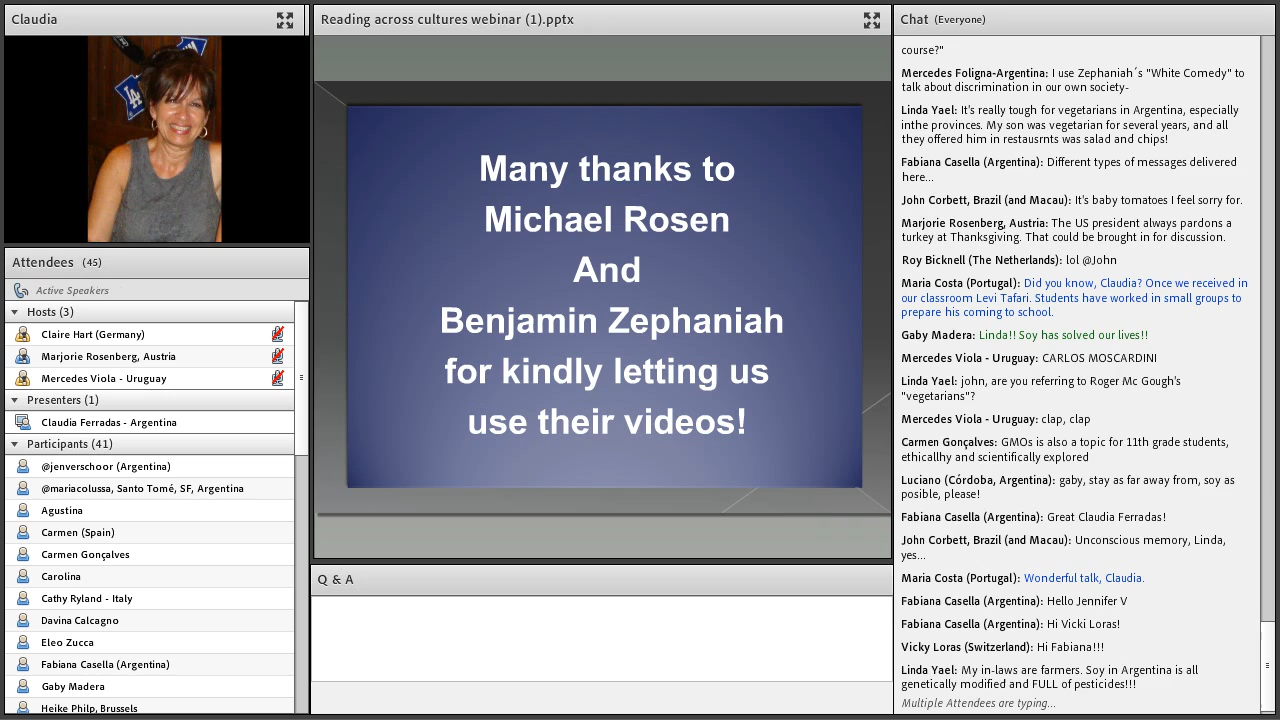 Claudia
Attendees (45)
Active Speakers
Hosts (3)
Claire Hart (Germany)
Marjorie Rosenberg, Austria
Mercedes Viola - Uruguay
Presenters (1)
Claudia Ferradas - Argentina
Participants (41)
@jenverschoor (Argentina)
@mariacolussa, Santo Tomé, SF, Argentina
Agustina
Carmen (Spain)
Carmen Gonçalves
Carolina
Cathy Ryland - Italy
Davina Calcagno
Eleo Zucca
Fabiana Casella (Argentina)
Gaby Madera
Heike Philp, Brussels
Reading across cultures webinar (1).pptx
Many thanks to
Michael Rosen
And
Benjamin Zephaniah
for kindly letting us
use their videos!
Q & A
Chat (Everyone)
course?"
Mercedes Foligna-Argentina: I use Zephaniah´s "White Comedy" to
talk about discrimination in our own society-
Linda Yael: It's really tough for vegetarians in Argentina, especially
inthe provinces. My son was vegetarian for several years, and all
they offered him in restausrnts was salad and chips!
Fabiana Casella (Argentina): Different types of messages delivered
here...
John Corbett, Brazil (and Macau): It's baby tomatoes I feel sorry for.
Marjorie Rosenberg, Austria: The US president always pardons a
turkey at Thanksgiving. That could be brought in for discussion.
Roy Bicknell (The Netherlands): lol @John
Maria Costa (Portugal): Did you know, Claudia? Once we received in
our classroom Levi Tafari. Students have worked in small groups to
prepare his coming to school.
Gaby Madera: Linda!! Soy has solved our lives!!
Mercedes Viola - Uruguay: CARLOS MOSCARDINI
Linda Yael: john, are you referring to Roger Mc Gough's
"vegetarians"?
Mercedes Viola - Uruguay: clap, clap
Carmen Gonçalves: GMOs is also a topic for 11th grade students,
ethicallhy and scientifically explored
Luciano (Córdoba, Argentina): gaby, stay as far away from, soy as
posible, please!
Fabiana Casella (Argentina): Great Claudia Ferradas!
John Corbett, Brazil (and Macau): Unconscious memory, Linda,
yes...
Maria Costa (Portugal): Wonderful talk, Claudia.
Fabiana Casella (Argentina): Hello Jennifer V
Fabiana Casella (Argentina): Hi Vicki Loras!
Vicky Loras (Switzerland): Hi Fabiana!!!
Linda Yael: My in-laws are farmers. Soy in Argentina is all
genetically modified and FULL of pesticides!!!
Multiple Attendees are typing...